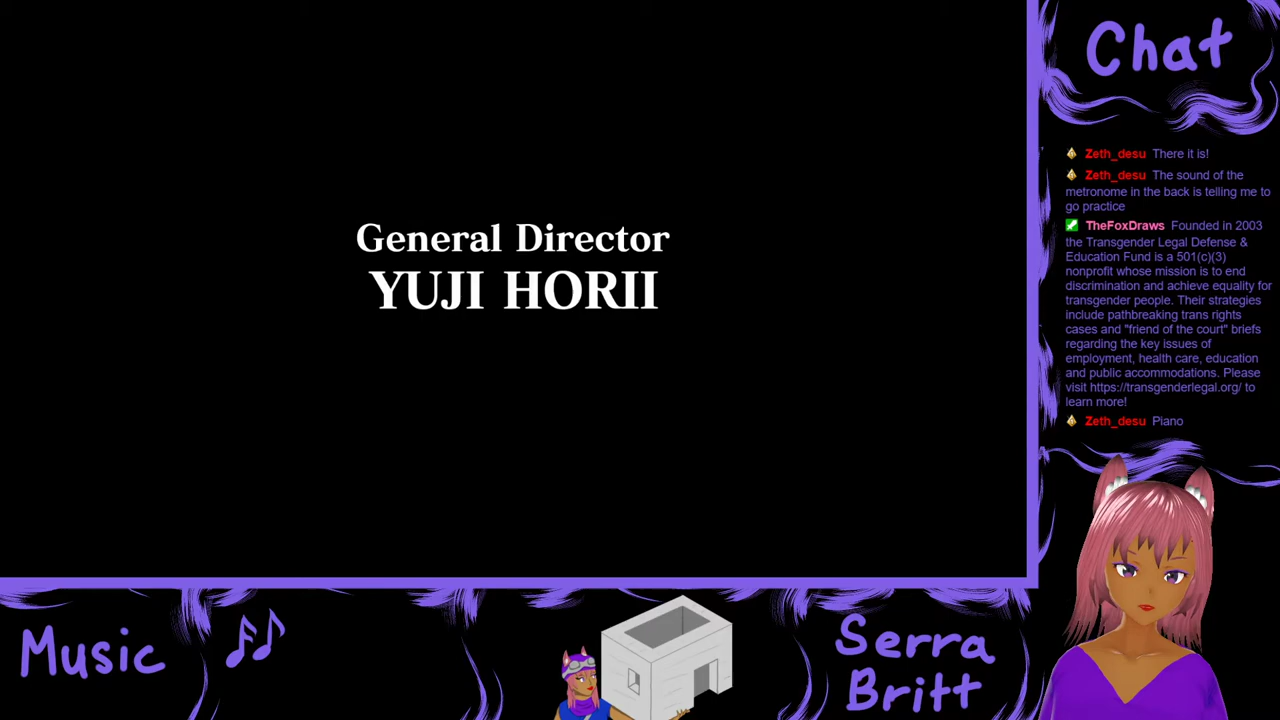 General Director
YUJI HORII
Chat
Zeth_desu There it is!
Zeth_desu The sound of the
metronome in the back is telling me to
go practice
TheFoxDraws Founded in 2003
the Transgender Legal Defense &
Education Fund is a 501(c)(3)
nonprofit whose mission is to end
discrimination and achieve equality for
transgender people. Their strategies
include pathbreaking trans rights
cases and "friend of the court" briefs
regarding the key issues of
employment, health care, education
and public accommodations. Please
visit https://transgenderlegal.org/ to
learn more!
Zeth_desu Piano
Music
Serra
Britt